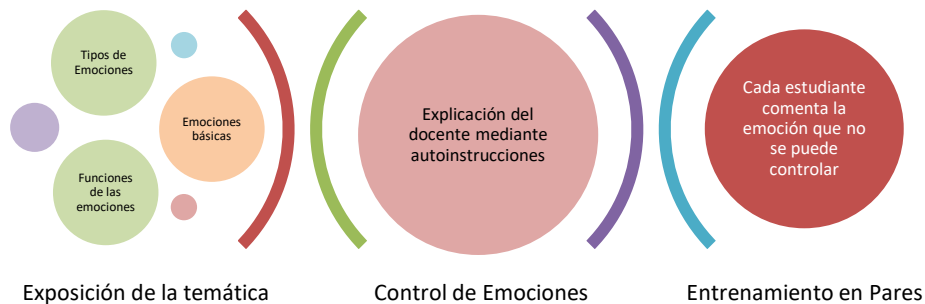 Tipos de
Emociones
Emociones
básicas
Funciones
de las
emociones
Exposición de la temática
Explicación del
docente mediante
autoinstrucciones
Control de Emociones
Cada estudiante
comenta la
emoción que no
se puede
controlar
Entrenamiento en Pares